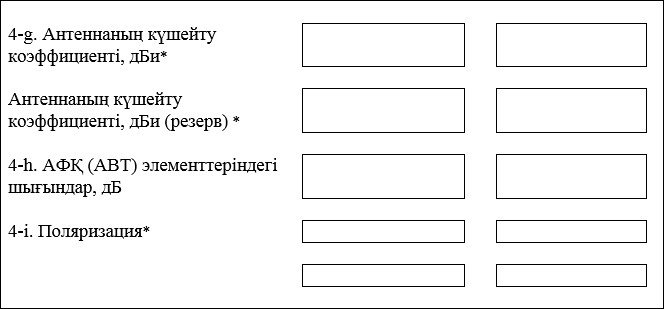 4-g. Антеннаның күшейту
коэффициенті, дБи*
Антеннаның күшейту
коэффициенті, дБи (резерв) *
4-h. АФҚ (АВТ) элементтеріндегі
шығындар, дБ
4-i. Поляризация*